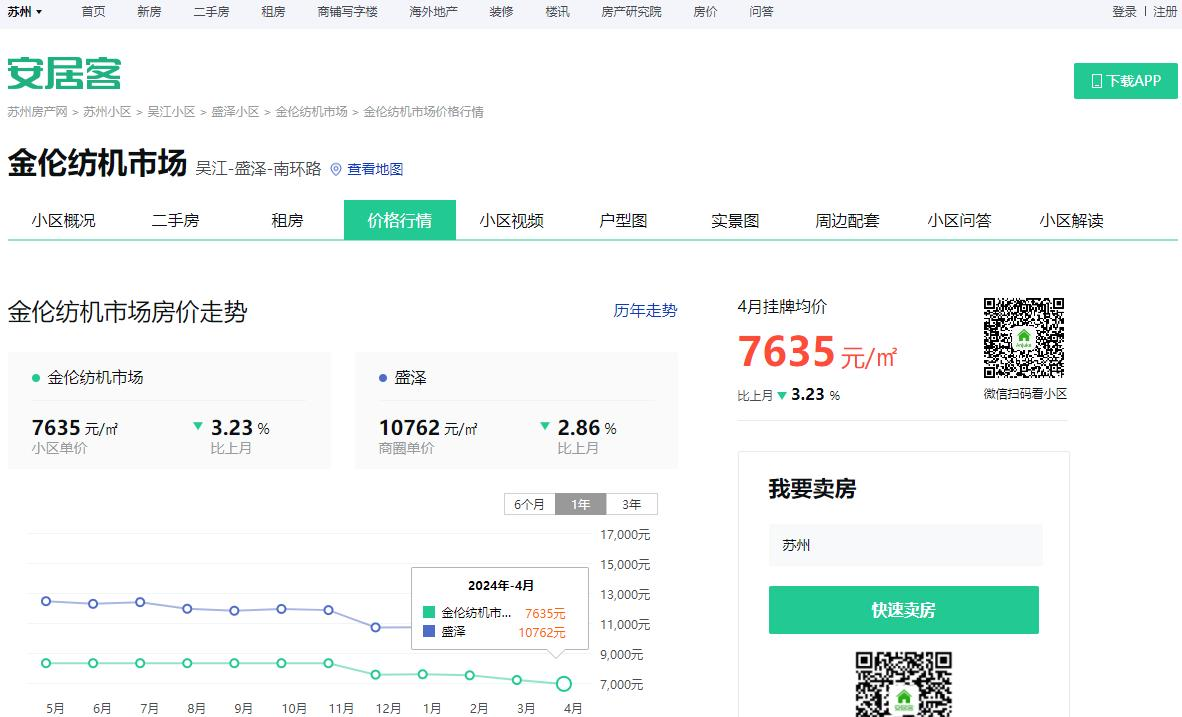 苏州 首页 新房 二手房 租房 商铺写字楼 海外地产 装修 楼讯 房产研究院 房价 问答 登录 注册
安居客
下载APP
苏州房产网 > 苏州小区 > 吴江小区 > 盛泽小区 > 金伦纺机市场 > 金伦纺机市场价格行情
金伦纺机市场 吴江-盛泽-南环路 查看地图
小区概况 二手房 租房 价格行情 小区视频 户型图 实景图 周边配套 小区问答 小区解读
金伦纺机市场房价走势 历年走势
金伦纺机市场
7635 元/㎡ 3.23 %
小区单价 比上月
盛泽
10762 元/㎡ 2.86 %
商圈单价 比上月
6个月 1年 3年
17,000元
15,000元
13,000元
11,000元
9,000元
7,000元
2024年-4月
金伦纺机市... 7635元
盛泽 10762元
5月 6月 7月 8月 9月 10月 11月 12月 1月 2月 3月 4月
4月挂牌均价
7635 元/㎡
比上月 3.23 %
微信扫码看小区
我要卖房
苏州
快速卖房